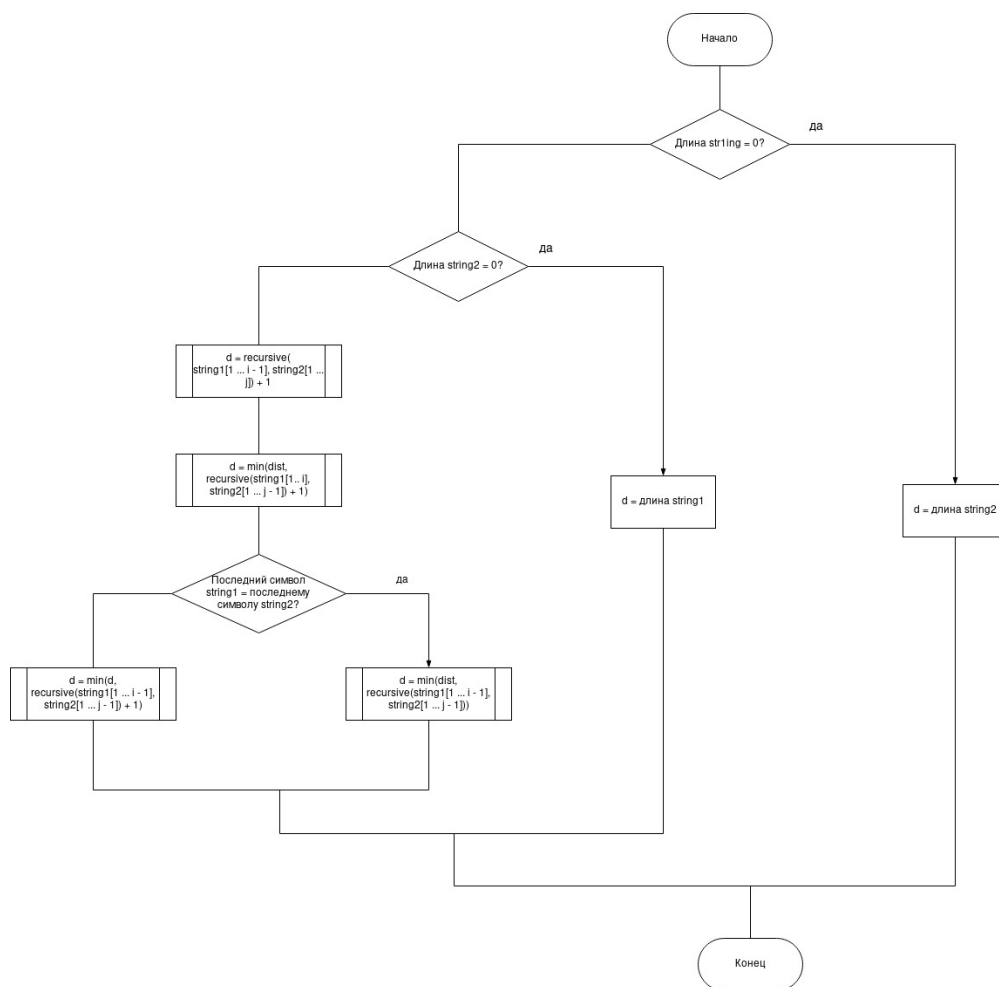 Начало
да
Длина str1ing = 0?
да
Длина string2 = 0?
d = recursive(
string1[1 ... i - 1], string2[1 ...
j]) + 1
d = min(dist,
recursive(string1[1.. i],
string2[1 ... j - 1]) + 1)
d = длина string1
d = длина string2
Последний символ
string1 = последнему
символу string2?
да
d = min(d,
recursive(string1[1 ... i - 1],
string2[1 ... j - 1]) + 1)
d = min(dist,
recursive(string1[1 ... i - 1],
string2[1 ... j - 1]))
Конец